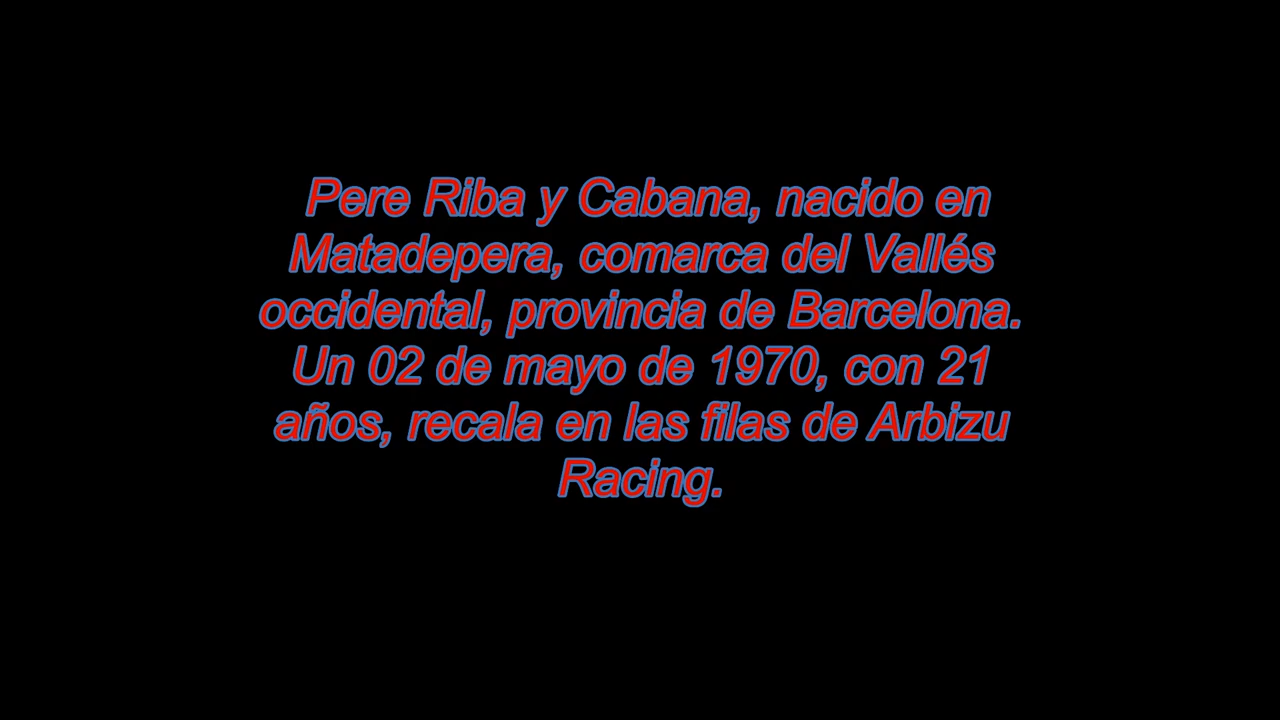 Pere Riba y Cabana, nacido en
Matadepera, comarca del Vallés
occidental, provincia de Barcelona.
Un 02 de mayo de 1970, con 21
años, recala en las filas de Arbizu
Racing.